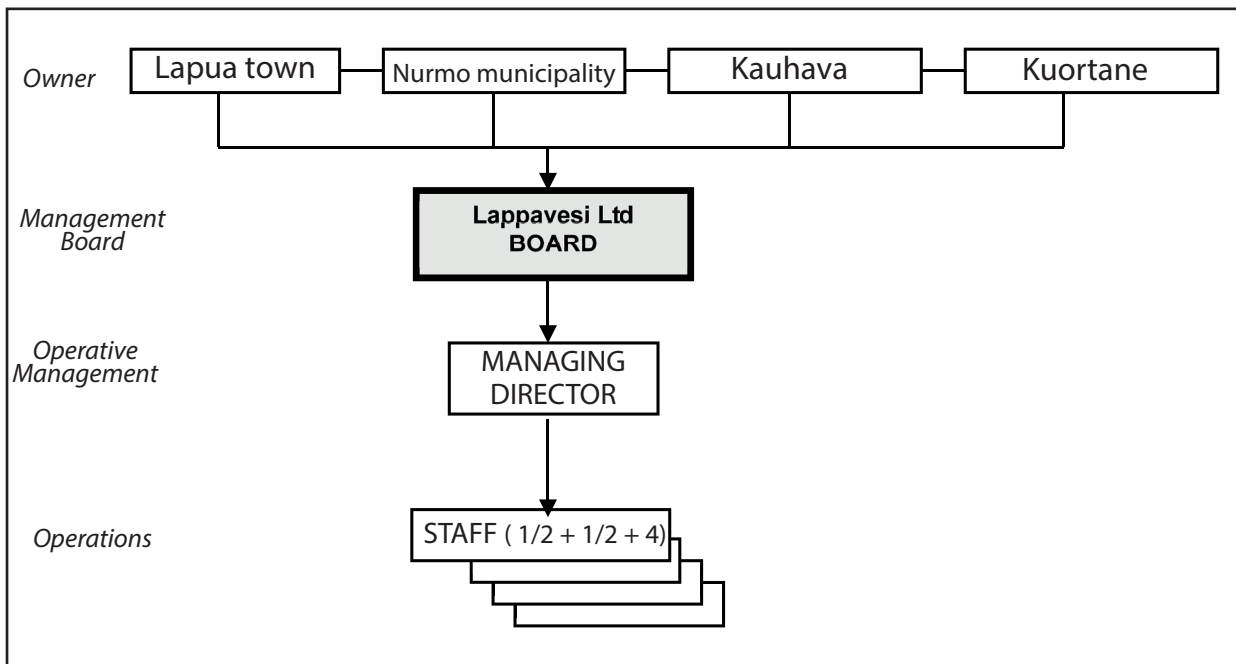 Owner
Lapua town
Nurmo municipality
Kauhava
Kuortane
Management
Board
Lappavesi Ltd
BOARD
Operative
Management
MANAGING
DIRECTOR
Operations
STAFF ( 1/2 + 1/2 + 4)